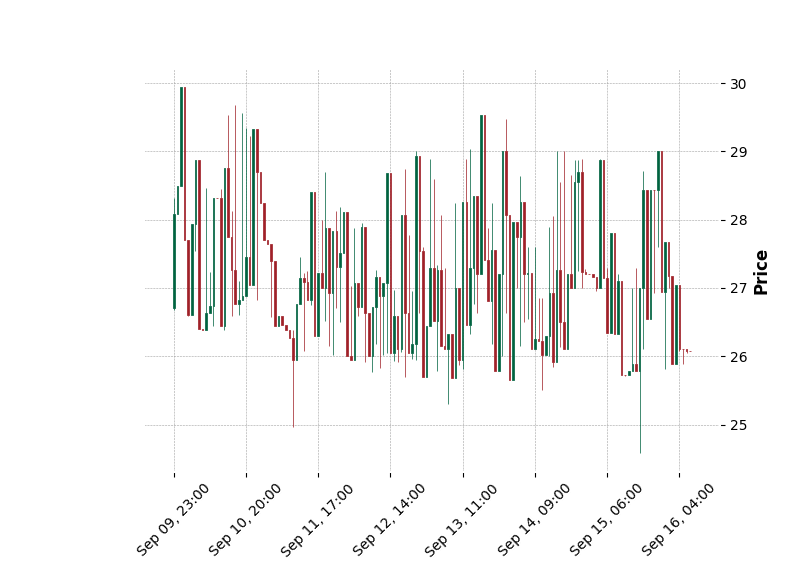 30
29
28
27
26
25
Price
Sep 09, 23:00
Sep 10, 20:00
Sep 11, 17:00
Sep 12, 14:00
Sep 13, 11:00
Sep 14, 09:00
Sep 15, 06:00
Sep 16, 04:00